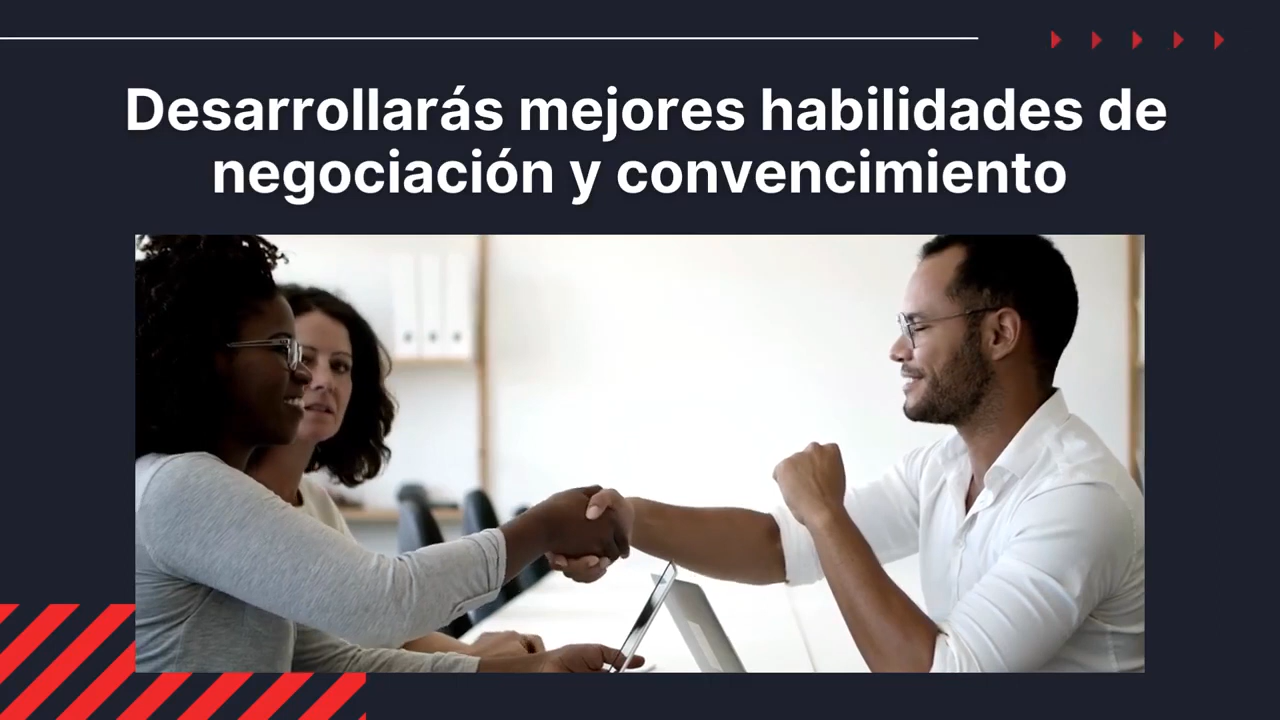 Desarrollarás mejores habilidades de
negociación y convencimiento